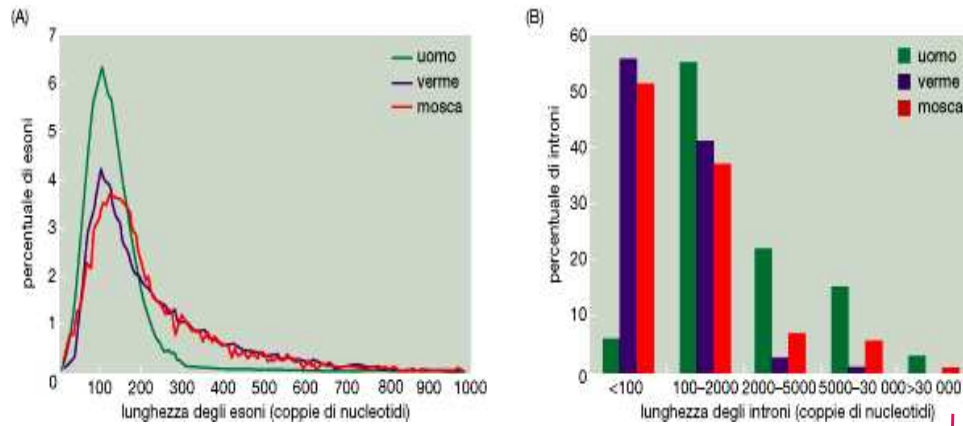 (A)
percentuale di esoni
7
6
5
4
3
2
1
0
100
200
300
400
500
600
700
800
900
1000
lunghezza degli esoni (coppie di nucleotidi)
uomo
verme
mosca
(B)
percentuale di introni
60
50
40
30
20
10
0
<100
100–2000
2000–5000
5000–30 000
>30 000
lunghezza degli introni (coppie di nucleotidi)
uomo
verme
mosca